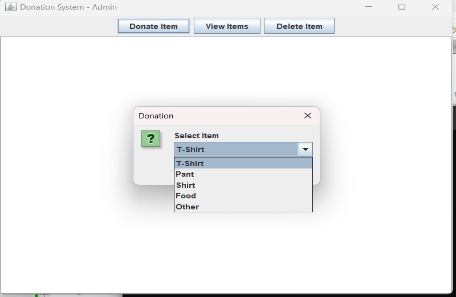 Donation System - Admin
Donate Item View Items Delete Item
Donation
?
Select Item
T-Shirt
T-Shirt
Pant
Shirt
Food
Other